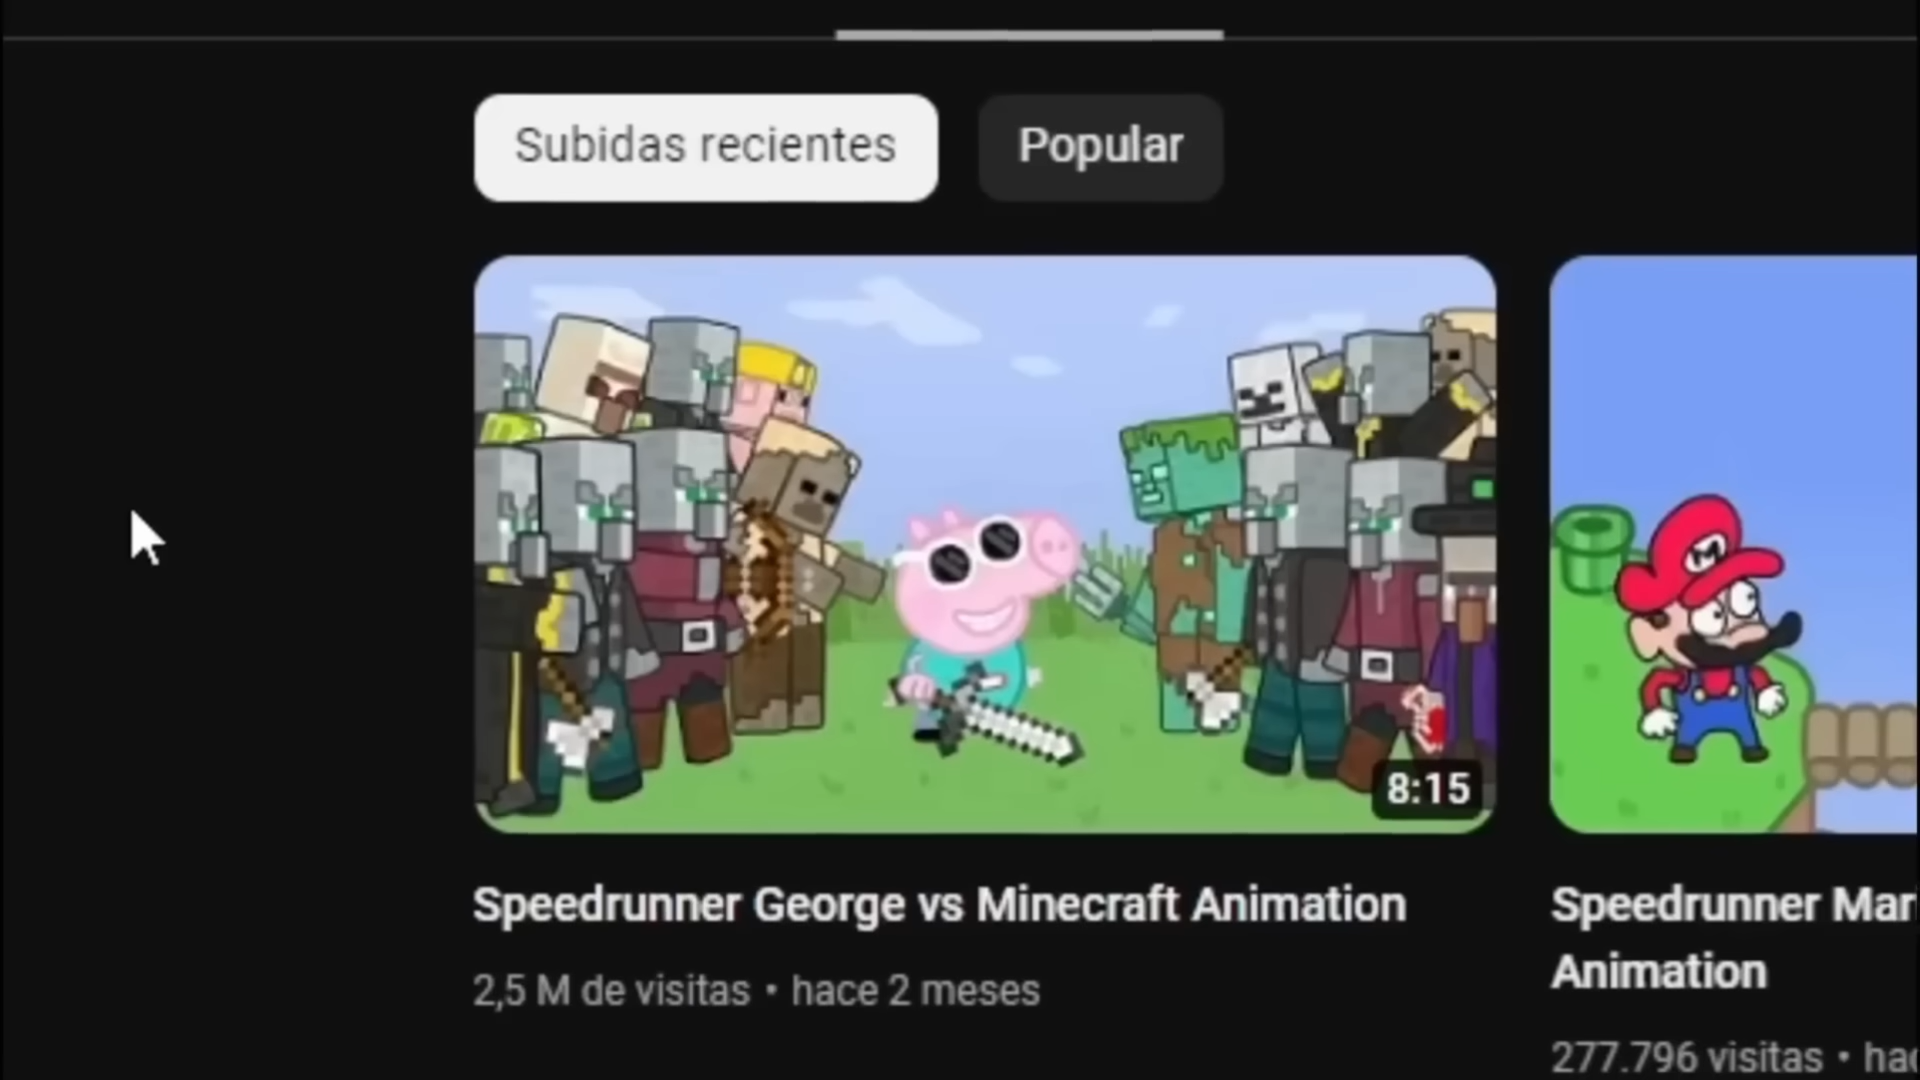 Subidas recientes
Popular
M
8:15
Speedrunner George vs Minecraft Animation
2,5 M de visitas • hace 2 meses
Speedrunner
Animation
277.796 visitas •